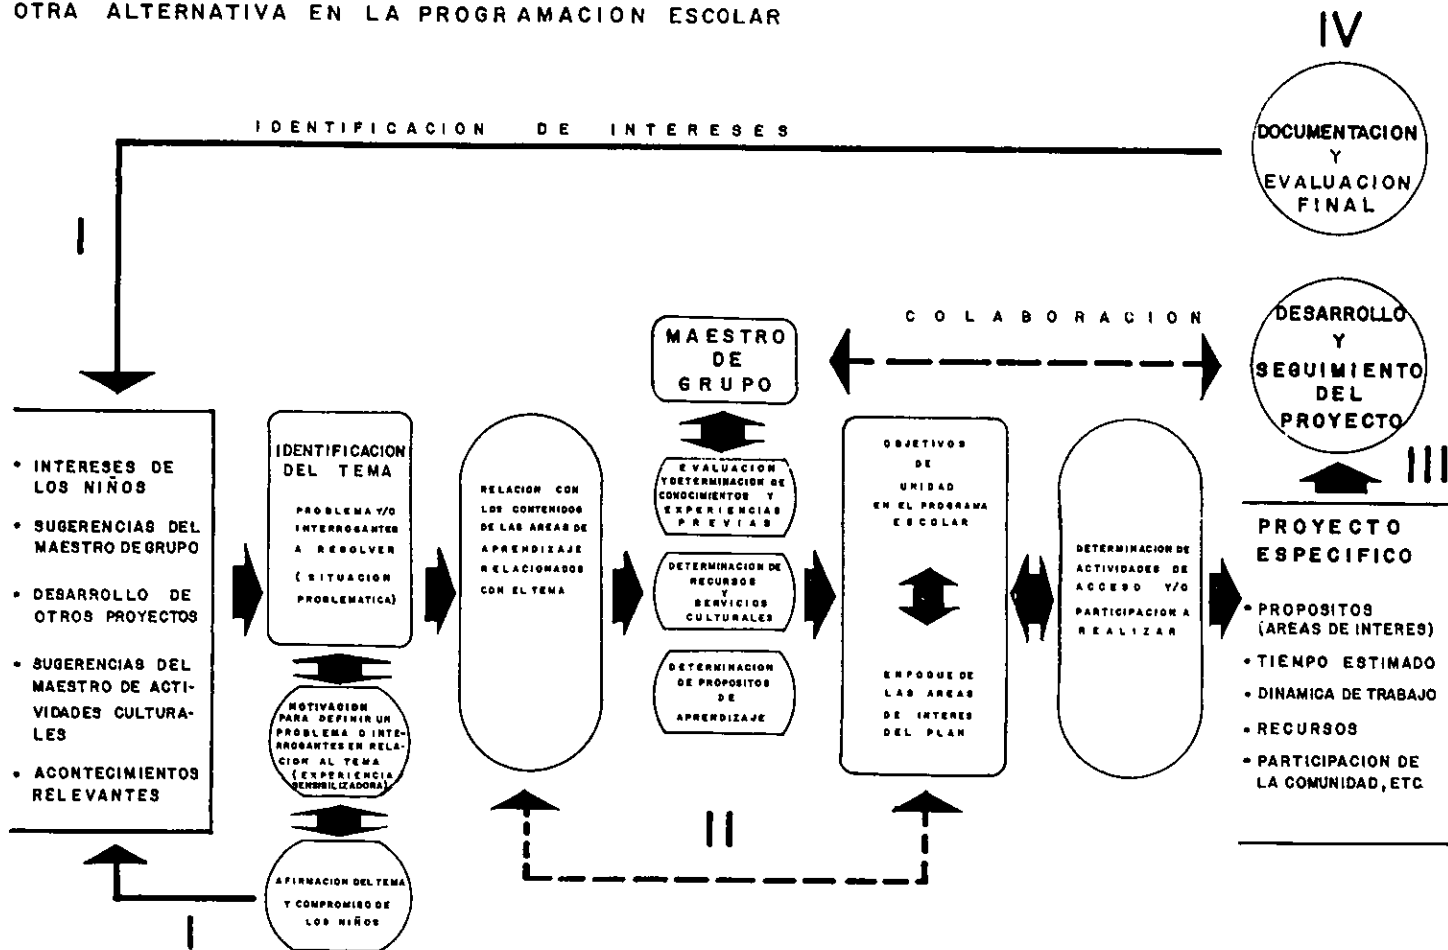 OTRA ALTERNATIVA EN LA PROGRAMACION ESCOLAR
IV
DOCUMENTACION
Y
EVALUACION
FINAL
IDENTIFICACION DE INTERESES
I
COLABORACION
DESARROLLO
Y
SEGUIMIENTO
DEL
PROYECTO
MAESTRO
DE
GRUPO
III
• INTERESES DE
LOS NIÑOS
• SUGERENCIAS DEL
MAESTRO DE GRUPO
• DESARROLLO DE
OTROS PROYECTOS
• SUGERENCIAS DEL
MAESTRO DE ACTI-
VIDADES CULTURA-
LES
• ACONTECIMIENTOS
RELEVANTES
IDENTIFICACION
DEL TEMA
PROBLEMA Y/O
INTERROGANTES
A RESOLVER
(SITUACION
PROBLEMATICA)
MOTIVACION
PARA DEFINIR UN
PROBLEMA O INTE-
RROGANTES EN RELA-
CION AL TEMA
(EXPERIENCIA
SENSIBILIZADORA)
AFIRMACION DEL TEMA
Y COMPROMISO DE
LOS NIÑOS
I
RELACION CON
LOS CONTENIDOS
DE LAS AREAS DE
APRENDIZAJE
RELACIONADOS
CON EL TEMA
EVALUACION
Y DETERMINACION DE
CONOCIMIENTOS Y
EXPERIENCIAS
PREVIAS
DETERMINACION DE
RECURSOS
Y
SERVICIOS
CULTURALES
DETERMINACION
DE PROPOSITOS
DE
APRENDIZAJE
II
OBJETIVOS
DE
UNIDAD
EN EL PROGRAMA
ESCOLAR
ENFOQUE DE
LAS AREAS
DE INTERES
DEL PLAN
DETERMINACION DE
ACTIVIDADES DE
ACCESO Y/O
PARTICIPACION A
REALIZAR
PROYECTO
ESPECIFICO
• PROPOSITOS
(AREAS DE INTERES)
• TIEMPO ESTIMADO
• DINAMICA DE TRABAJO
• RECURSOS
• PARTICIPACION DE
LA COMUNIDAD, ETC